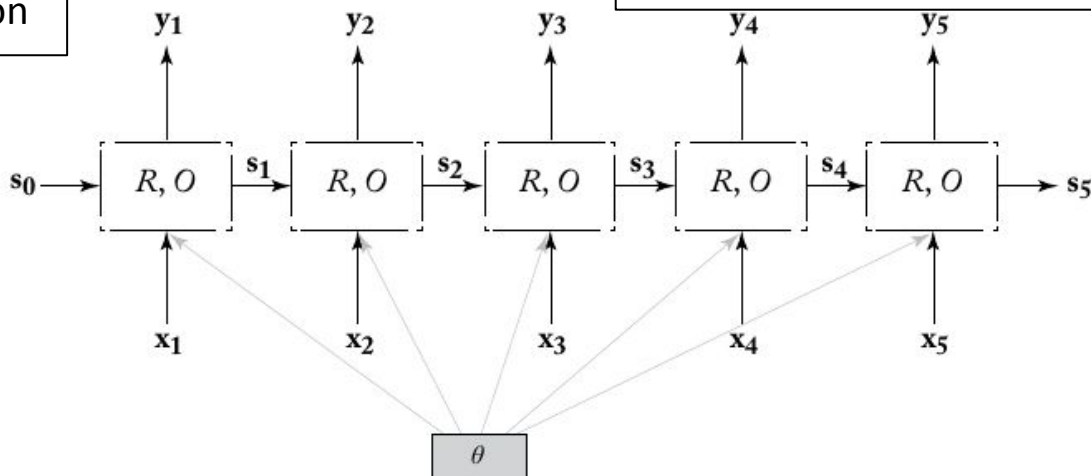 on
y1 y2 y3 y4 y5
s0 R, O s1 R, O s2 R, O s3 R, O s4 R, O s5
x1 x2 x3 x4 x5
θ